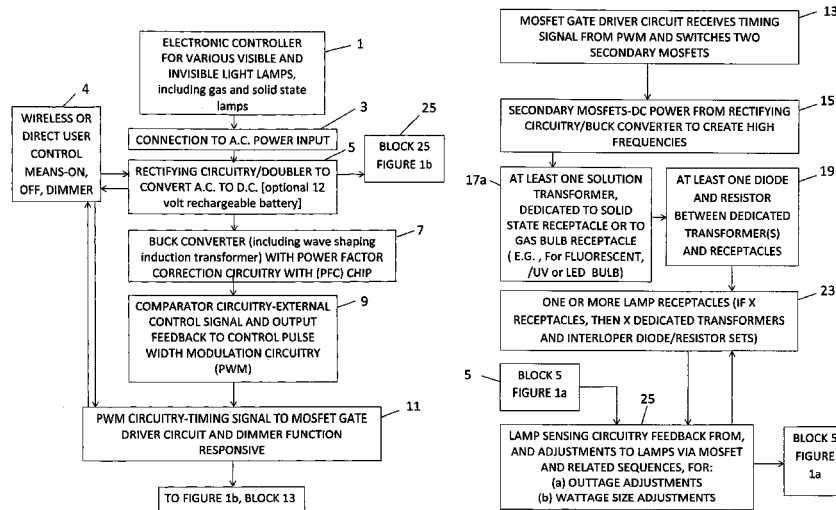 1
ELECTRONIC CONTROLLER
FOR VARIOUS VISIBLE AND
INVISIBLE LIGHT LAMPS,
including gas and solid state
lamps
4
WIRELESS OR
DIRECT USER
CONTROL
MEANS-ON,
OFF, DIMMER
3
CONNECTION TO A.C. POWER INPUT
25
BLOCK 25
FIGURE 1b
5
RECTIFYING CIRCUITRY/DOUBLER TO
CONVERT A.C. TO D.C. [optional 12
volt rechargeable battery]
7
BUCK CONVERTER (including wave shaping
induction transformer) WITH POWER FACTOR
CORRECTION CIRCUITRY WITH (PFC) CHIP
9
COMPARATOR CIRCUITRY-EXTERNAL
CONTROL SIGNAL AND OUTPUT
FEEDBACK TO CONTROL PULSE
WIDTH MODULATION CIRCUITRY
(PWM)
11
PWM CIRCUITRY-TIMING SIGNAL TO MOSFET GATE
DRIVER CIRCUIT AND DIMMER FUNCTION
RESPONSIVE
TO FIGURE 1b, BLOCK 13
13
MOSFET GATE DRIVER CIRCUIT RECEIVES TIMING
SIGNAL FROM PWM AND SWITCHES TWO
SECONDARY MOSFETS
15
SECONDARY MOSFETS-DC POWER FROM RECTIFYING
CIRCUITRY/BUCK CONVERTER TO CREATE HIGH
FREQUENCIES
17a
AT LEAST ONE SOLUTION
TRANSFORMER,
DEDICATED TO SOLID
STATE RECEPTACLE OR TO
GAS BULB RECEPTACLE
( E.G. , For FLUORESCENT,
/UV or LED BULB)
19
AT LEAST ONE DIODE
AND RESISTOR
BETWEEN DEDICATED
TRANSFORMER(S)
AND RECEPTACLES
23
ONE OR MORE LAMP RECEPTACLES (IF X
RECEPTACLES, THEN X DEDICATED TRANSFORMERS
AND INTERLOPER DIODE/RESISTOR SETS)
5
BLOCK 5
FIGURE 1a
25
LAMP SENSING CIRCUITRY FEEDBACK FROM,
AND ADJUSTMENTS TO LAMPS VIA MOSFET
AND RELATED SEQUENCES, FOR:
(a) OUTTAGE ADJUSTMENTS
(b) WATTAGE SIZE ADJUSTMENTS
BLOCK 5
FIGURE
1a